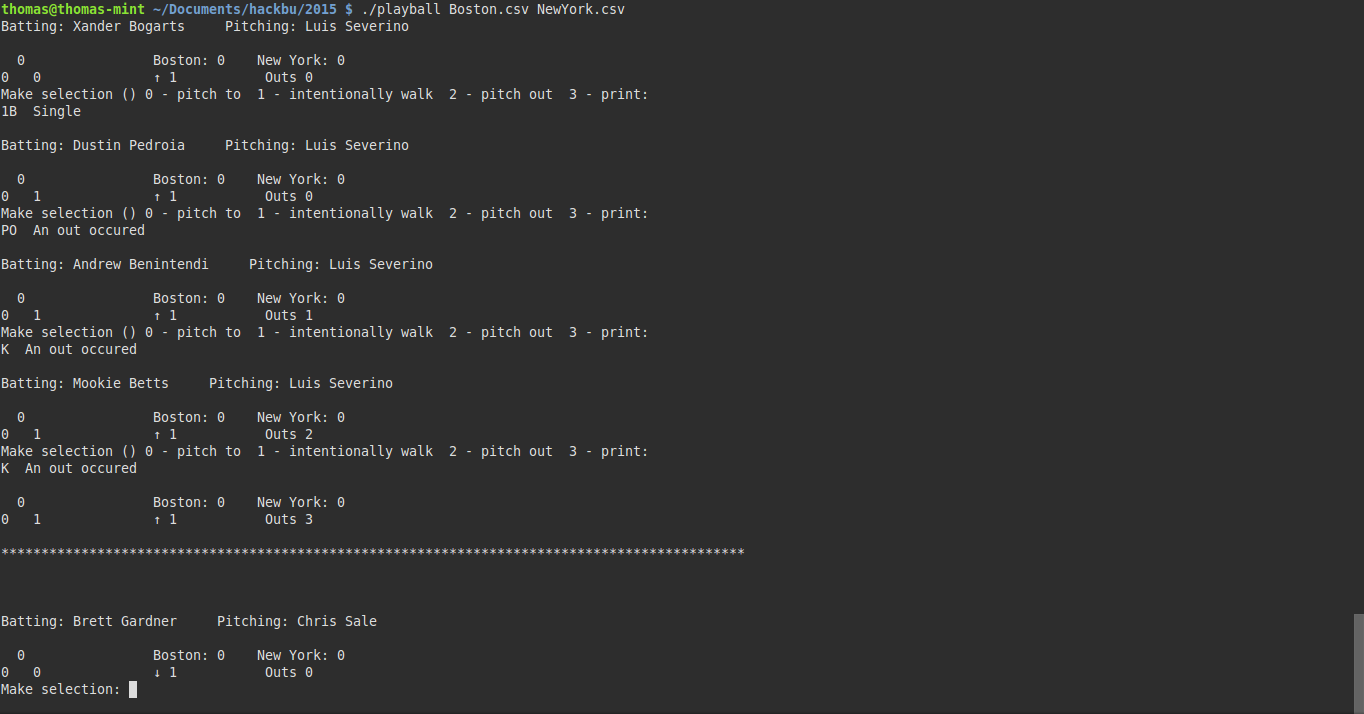 thomas@thomas-mint ~/Documents/hackbu/2015 $ ./playball Boston.csv NewYork.csv
Batting: Xander Bogarts     Pitching: Luis Severino
  0                Boston: 0    New York: 0
0   0              ↑ 1           Outs 0
Make selection () 0 - pitch to  1 - intentionally walk  2 - pitch out  3 - print:
1B  Single
Batting: Dustin Pedroia     Pitching: Luis Severino
  0                Boston: 0    New York: 0
0   1              ↑ 1           Outs 0
Make selection () 0 - pitch to  1 - intentionally walk  2 - pitch out  3 - print:
PO  An out occured
Batting: Andrew Benintendi     Pitching: Luis Severino
  0                Boston: 0    New York: 0
0   1              ↑ 1           Outs 1
Make selection () 0 - pitch to  1 - intentionally walk  2 - pitch out  3 - print:
K  An out occured
Batting: Mookie Betts     Pitching: Luis Severino
  0                Boston: 0    New York: 0
0   1              ↑ 1           Outs 2
Make selection () 0 - pitch to  1 - intentionally walk  2 - pitch out  3 - print:
K  An out occured
  0                Boston: 0    New York: 0
0   1              ↑ 1           Outs 3
*********************************************************************************************
Batting: Brett Gardner     Pitching: Chris Sale
  0                Boston: 0    New York: 0
0   0              ↓ 1           Outs 0
Make selection: